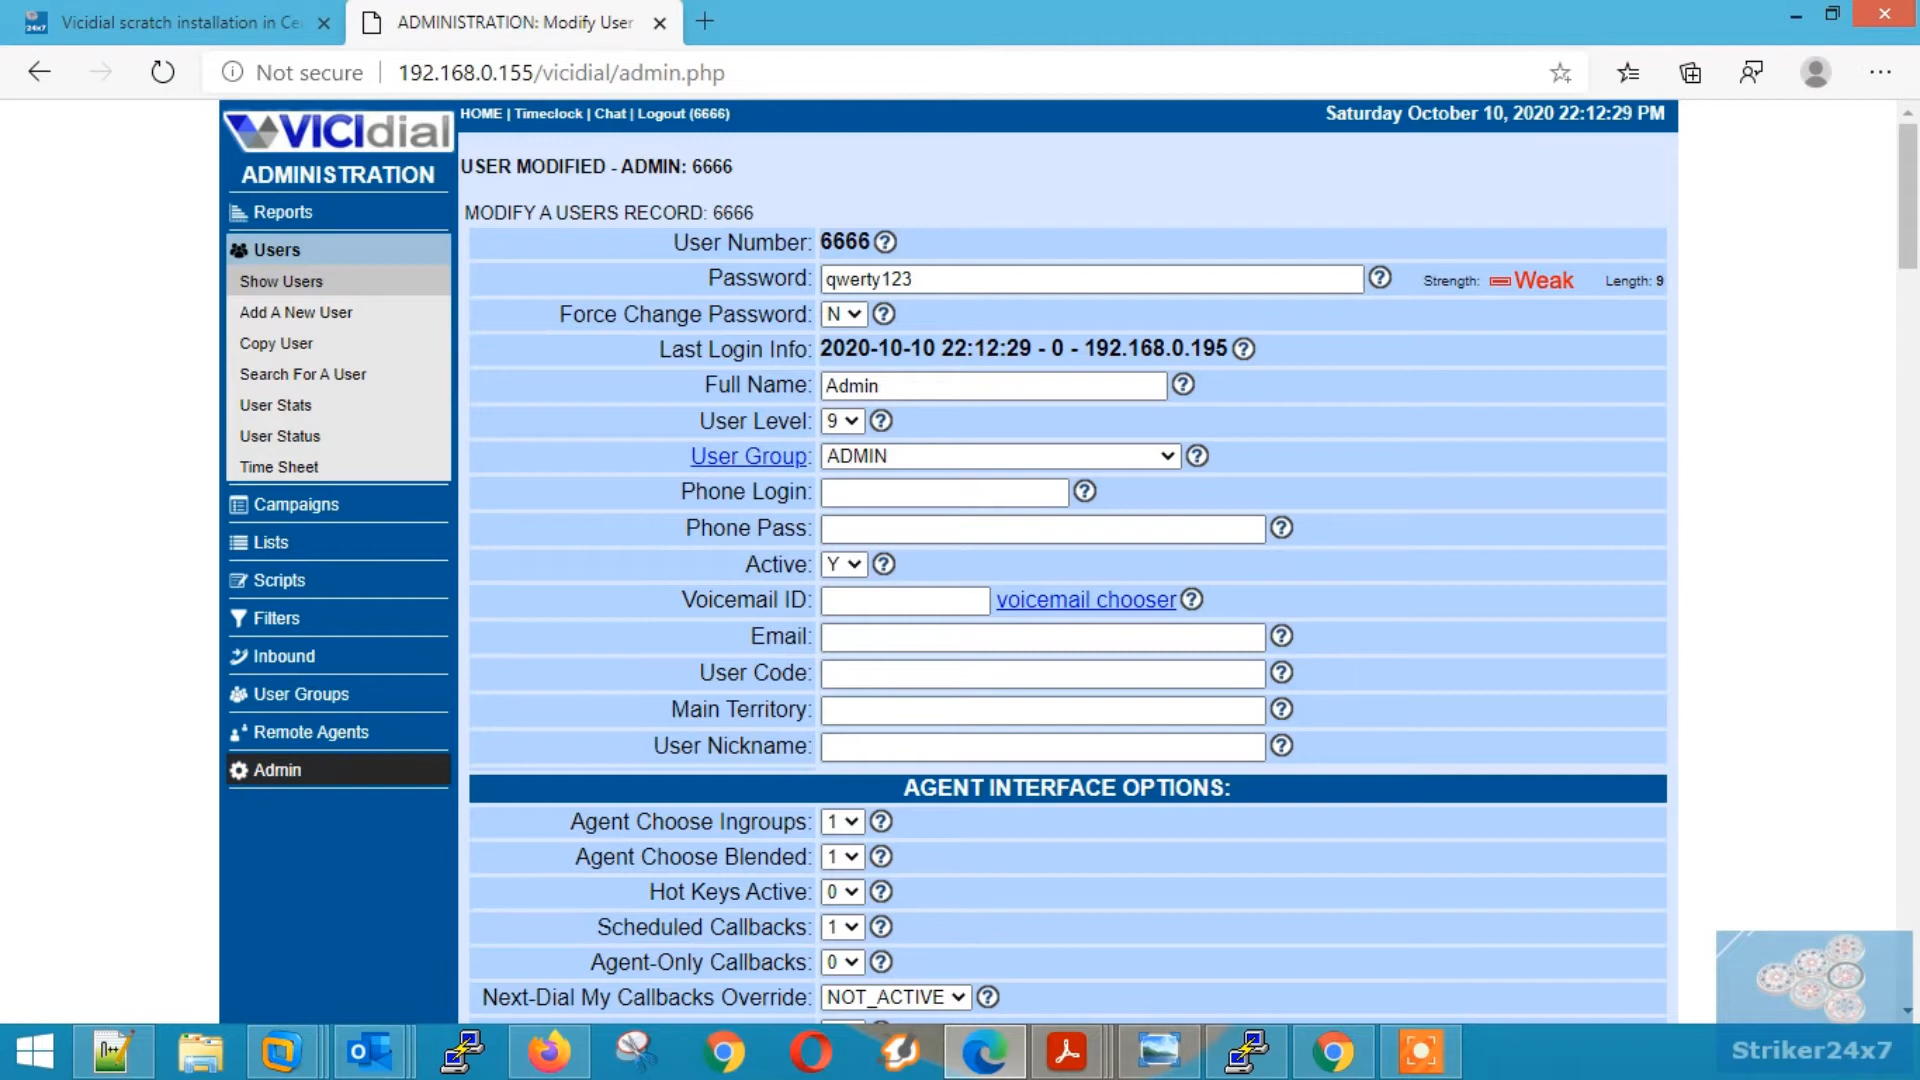 Vicidial scratch installation in Ce
ADMINISTRATION: Modify User
Not secure
192.168.0.155/vicidial/admin.php
VICIdial
HOME | Timeclock | Chat | Logout (6666)
Saturday October 10, 2020 22:12:29 PM
ADMINISTRATION
Reports
Users
Show Users
Add A New User
Copy User
Search For A User
User Stats
User Status
Time Sheet
Campaigns
Lists
Scripts
Filters
Inbound
User Groups
Remote Agents
Admin
USER MODIFIED - ADMIN: 6666
MODIFY A USERS RECORD: 6666
User Number: 6666
Password: qwerty123 Strength: Weak Length: 9
Force Change Password: N
Last Login Info: 2020-10-10 22:12:29 - 0 - 192.168.0.195
Full Name: Admin
User Level: 9
User Group: ADMIN
Phone Login:
Phone Pass:
Active: Y
Voicemail ID: voicemail chooser
Email:
User Code:
Main Territory:
User Nickname:
AGENT INTERFACE OPTIONS:
Agent Choose Ingroups: 1
Agent Choose Blended: 1
Hot Keys Active: 0
Scheduled Callbacks: 1
Agent-Only Callbacks: 0
Next-Dial My Callbacks Override: NOT_ACTIVE
Striker24x7